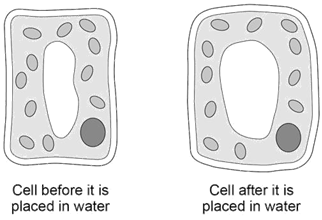 Cell before it is
placed in water
Cell after it is
placed in water